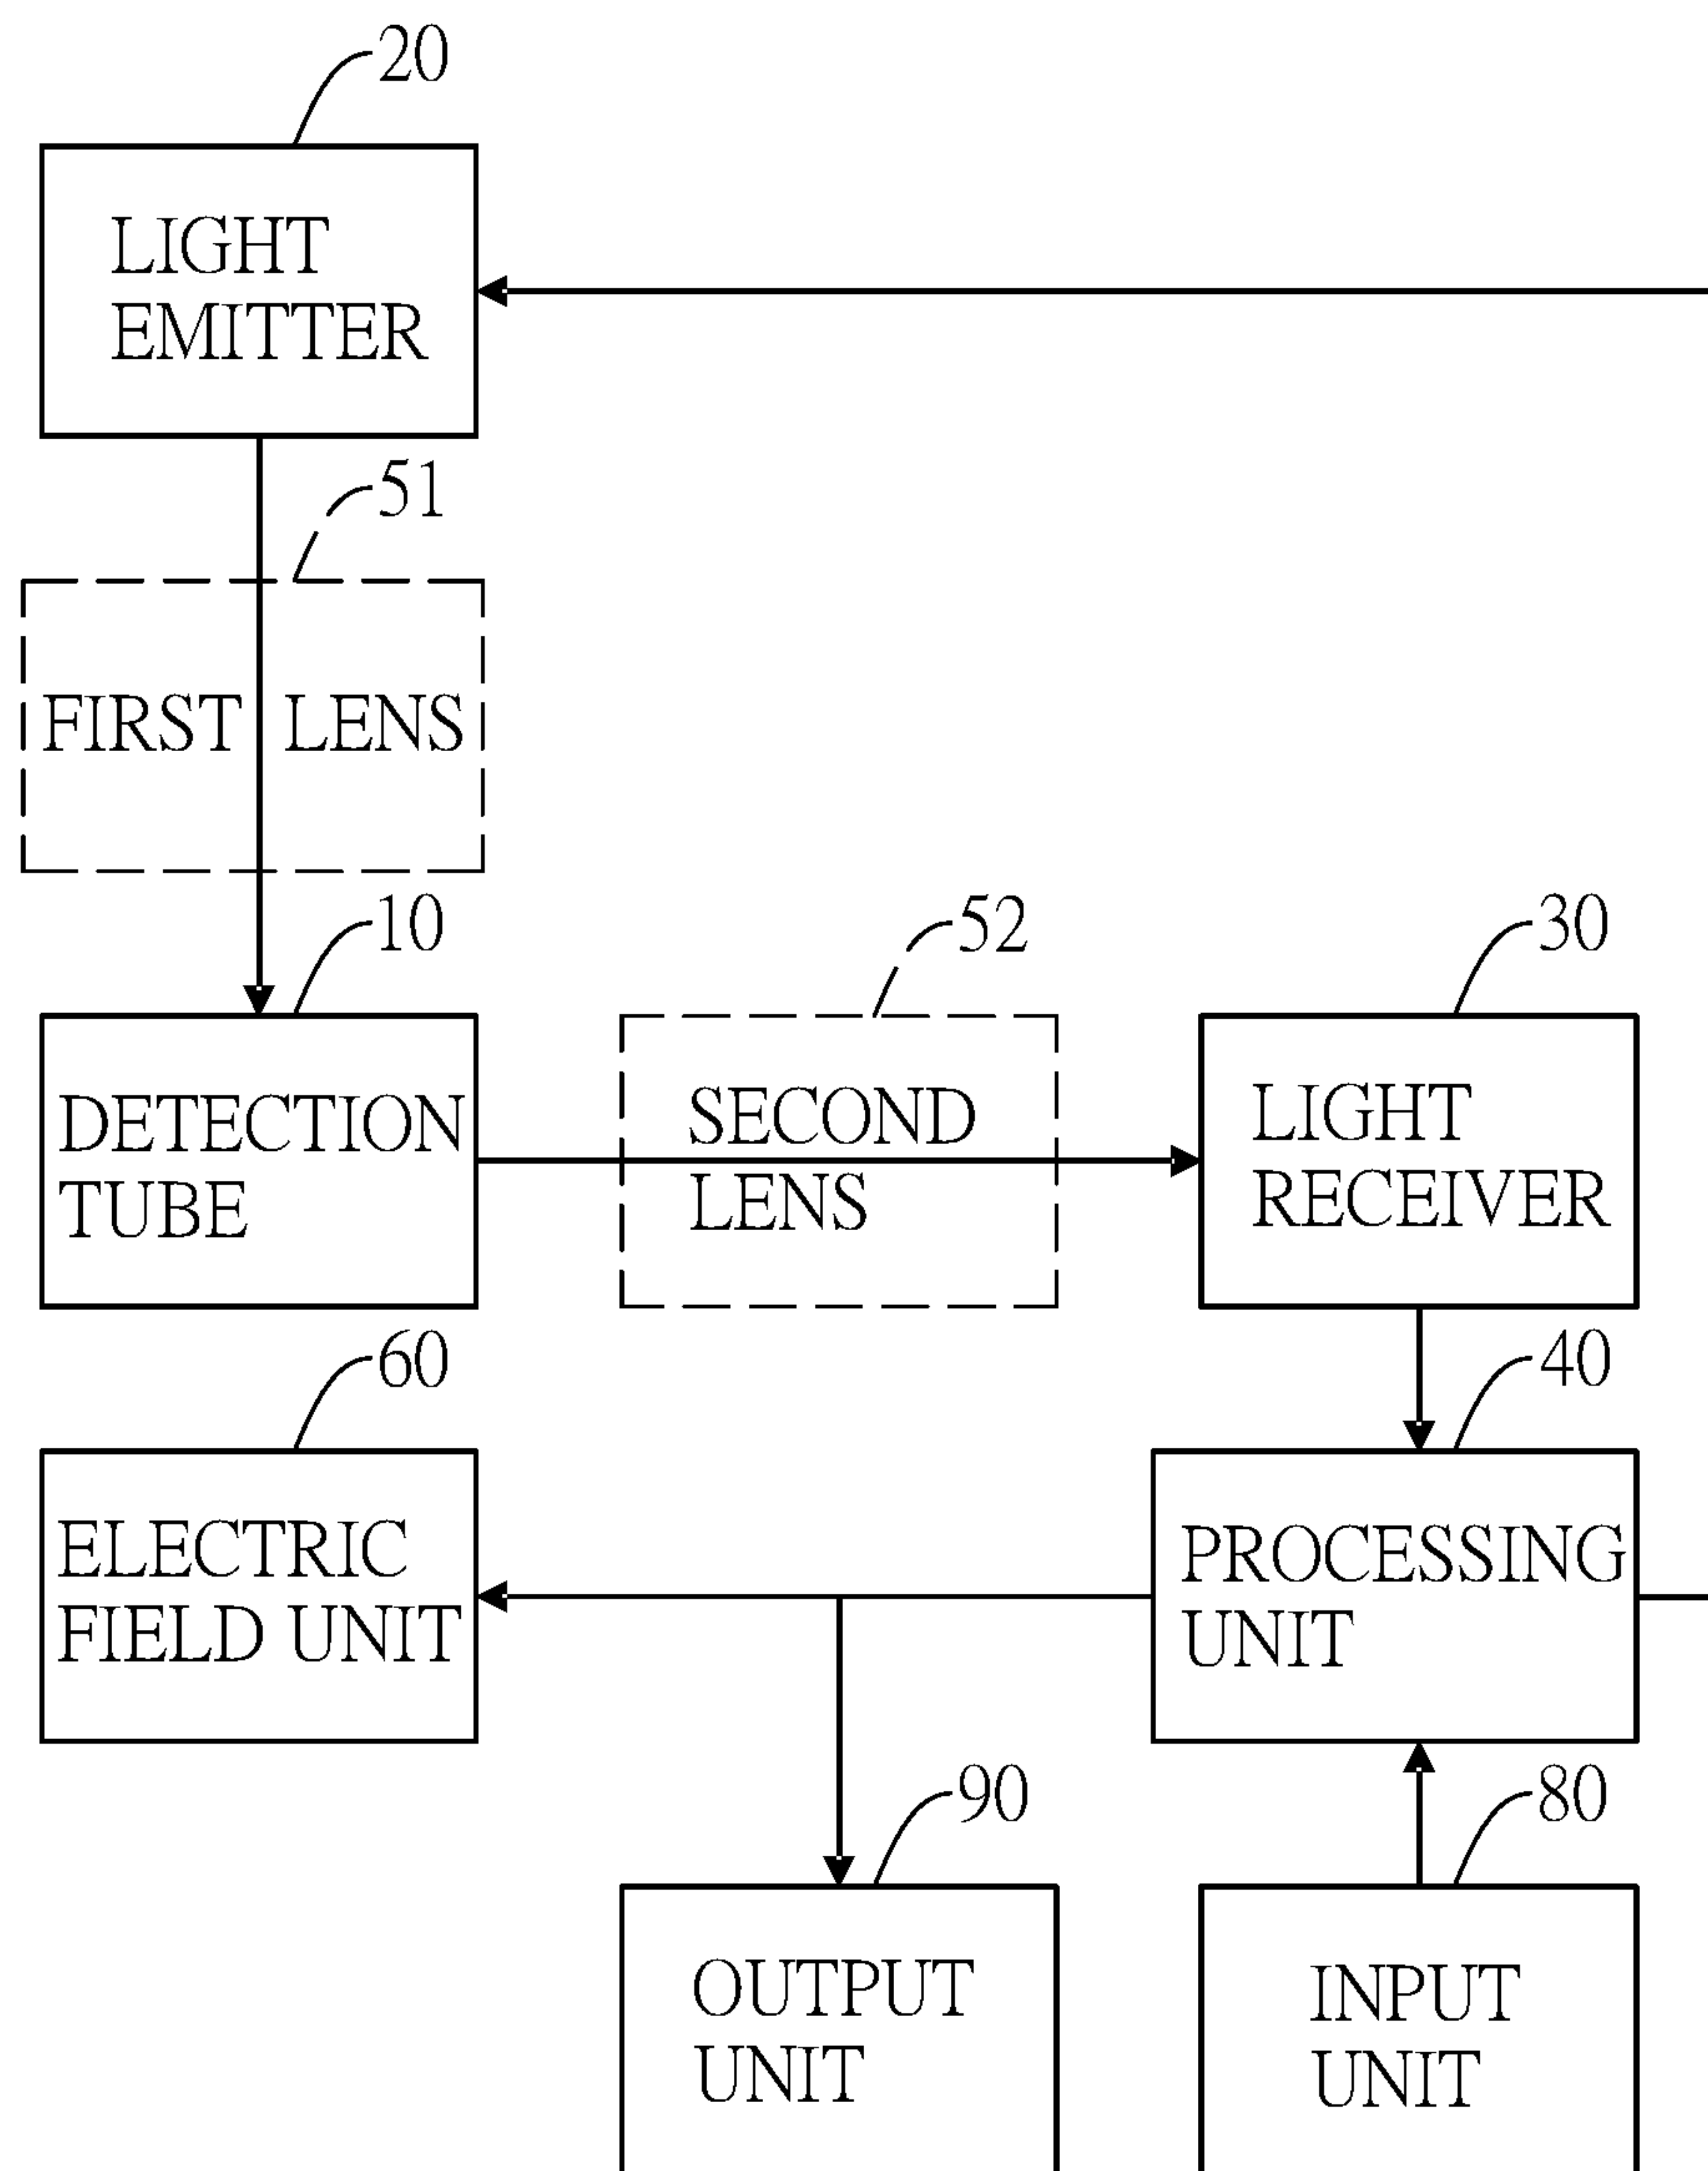 20
LIGHT
EMITTER
51
FIRST LENS
10
52
30
DETECTION
TUBE
SECOND
LENS
LIGHT
RECEIVER
60
40
ELECTRIC
FIELD UNIT
PROCESSING
UNIT
90
80
OUTPUT
UNIT
INPUT
UNIT